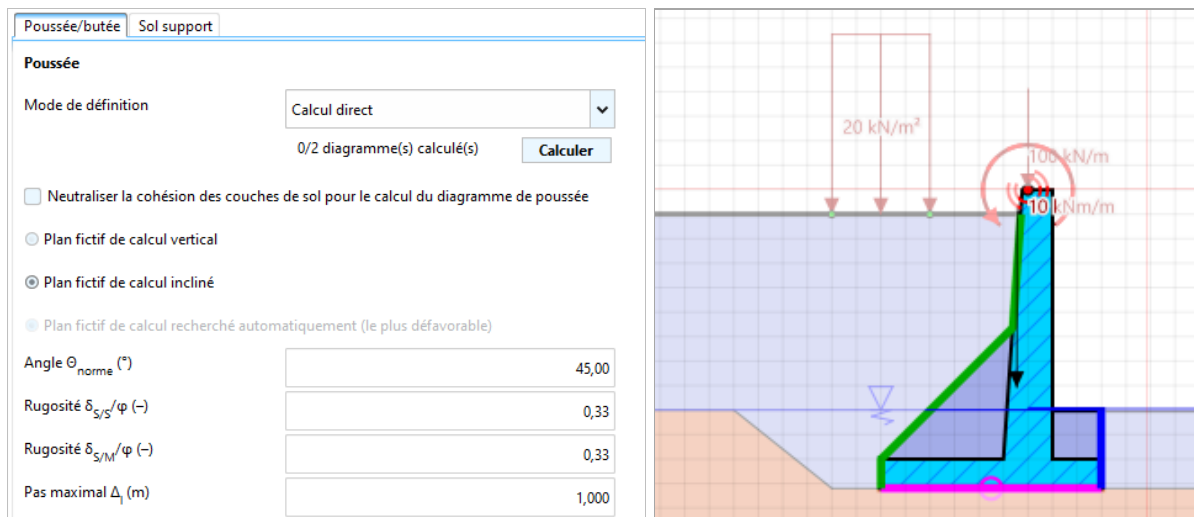 Poussée/butée Sol support
Poussée
Mode de définition Calcul direct
0/2 diagramme(s) calculé(s) Calculer
Neutraliser la cohésion des couches de sol pour le calcul du diagramme de poussée
Plan fictif de calcul vertical
Plan fictif de calcul incliné
Plan fictif de calcul recherché automatiquement (le plus défavorable)
Angle Θnorme (°) 45,00
Rugosité δS/S/φ (–) 0,33
Rugosité δS/M/φ (–) 0,33
Pas maximal Δl (m) 1,000
20 kN/m²
100 kN/m
10 kNm/m